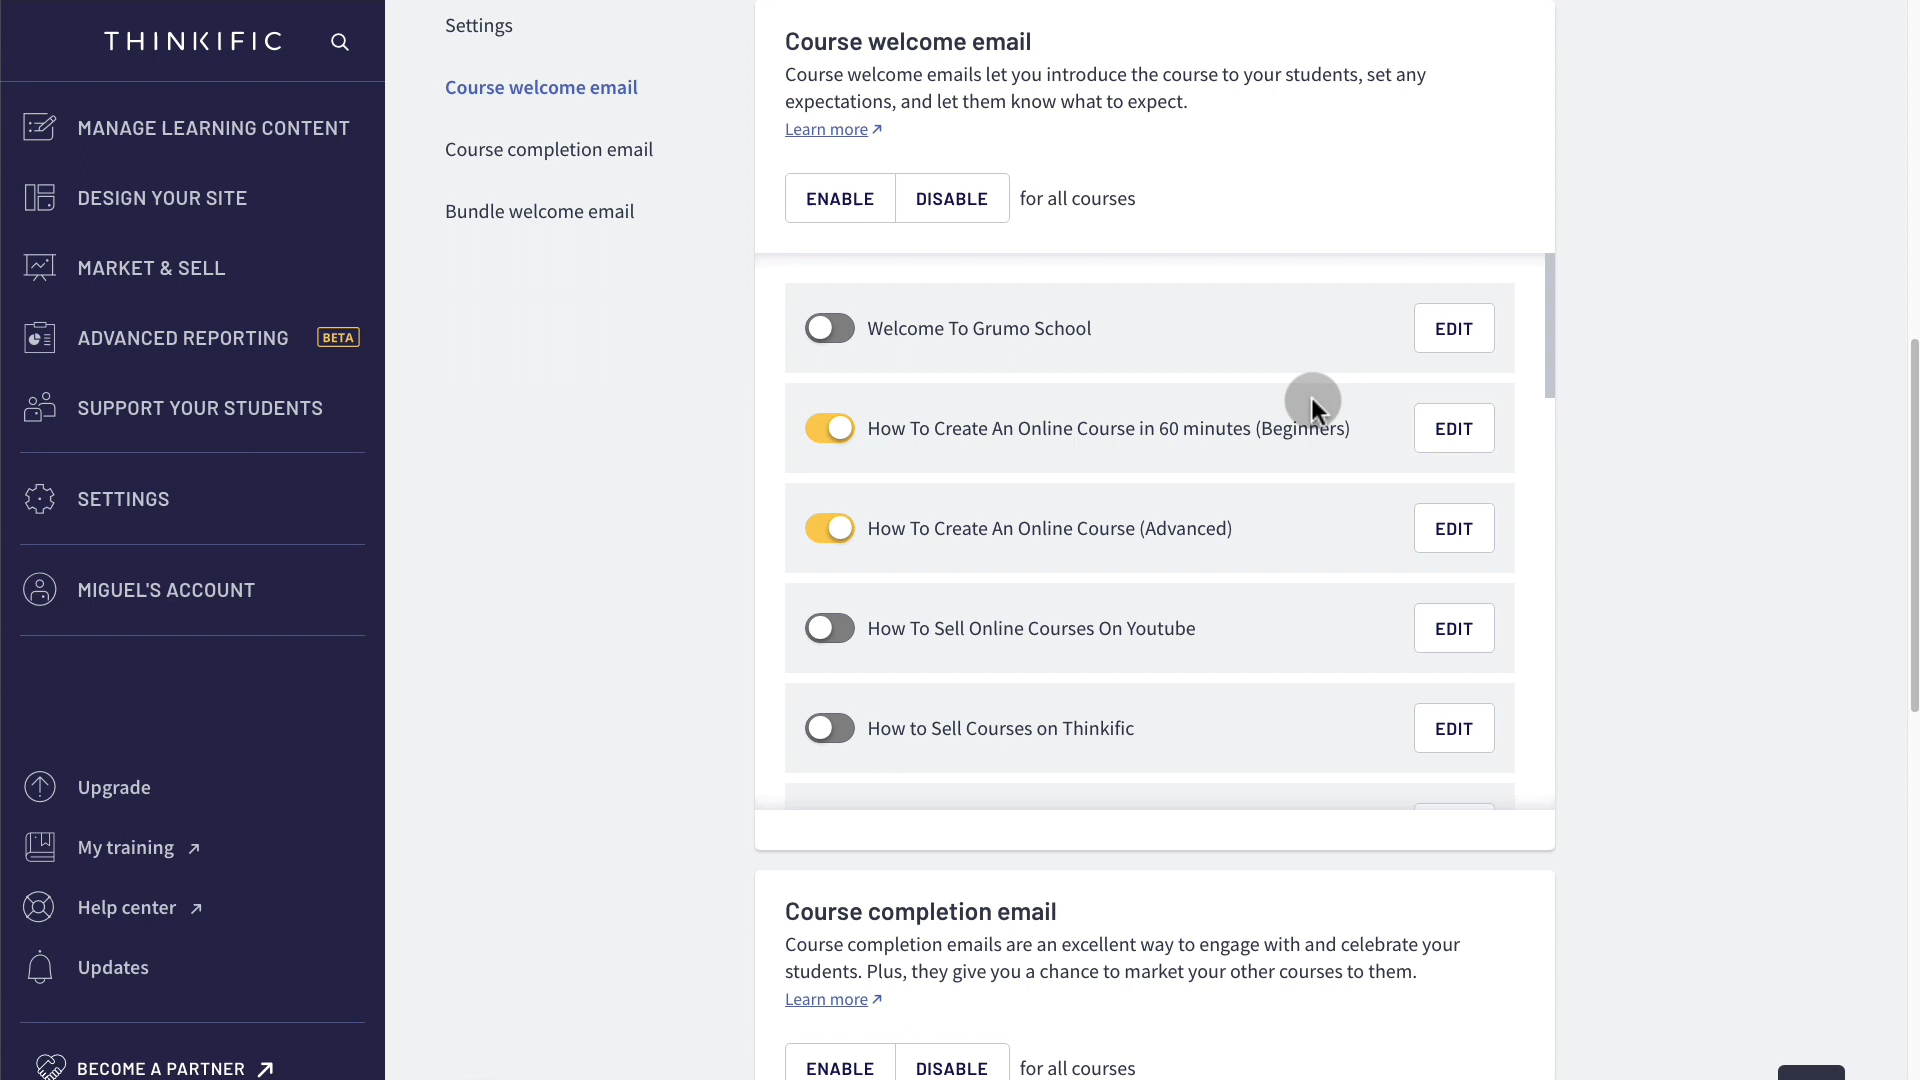 THINKIFIC
MANAGE LEARNING CONTENT
DESIGN YOUR SITE
MARKET & SELL
ADVANCED REPORTING BETA
SUPPORT YOUR STUDENTS
SETTINGS
MIGUEL'S ACCOUNT
Upgrade
My training
Help center
Updates
BECOME A PARTNER
Settings
Course welcome email
Course completion email
Bundle welcome email
Course welcome email
Course welcome emails let you introduce the course to your students, set any
expectations, and let them know what to expect.
Learn more
ENABLE DISABLE for all courses
Welcome To Grumo School EDIT
How To Create An Online Course in 60 minutes (Beginners) EDIT
How To Create An Online Course (Advanced) EDIT
How To Sell Online Courses On Youtube EDIT
How to Sell Courses on Thinkific EDIT
Course completion email
Course completion emails are an excellent way to engage with and celebrate your
students. Plus, they give you a chance to market your other courses to them.
Learn more
ENABLE DISABLE for all courses